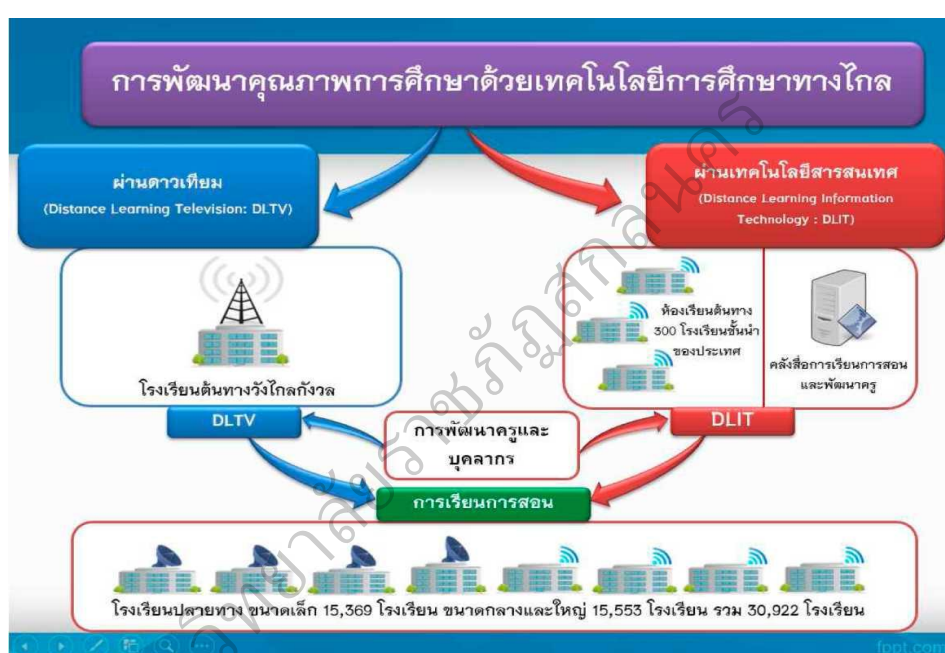 การพัฒนาคุณภาพการศึกษาด้วยเทคโนโลยีการศึกษาทางไกล
ผ่านดาวเทียม
(Distance Learning Television: DLTV)
ผ่านเทคโนโลยีสารสนเทศ
(Distance Learning Information
Technology : DLIT)
โรงเรียนต้นทางวังไกลกังวล
ห้องเรียนต้นทาง
300 โรงเรียนชั้นนำ
ของประเทศ
คลังสื่อการเรียนการสอน
และพัฒนาครู
DLTV
การพัฒนาครูและ
บุคลากร
DLIT
การเรียนการสอน
โรงเรียนปลายทาง ขนาดเล็ก 15,369 โรงเรียน ขนาดกลางและใหญ่ 15,553 โรงเรียน รวม 30,922 โรงเรียน
fppt.com